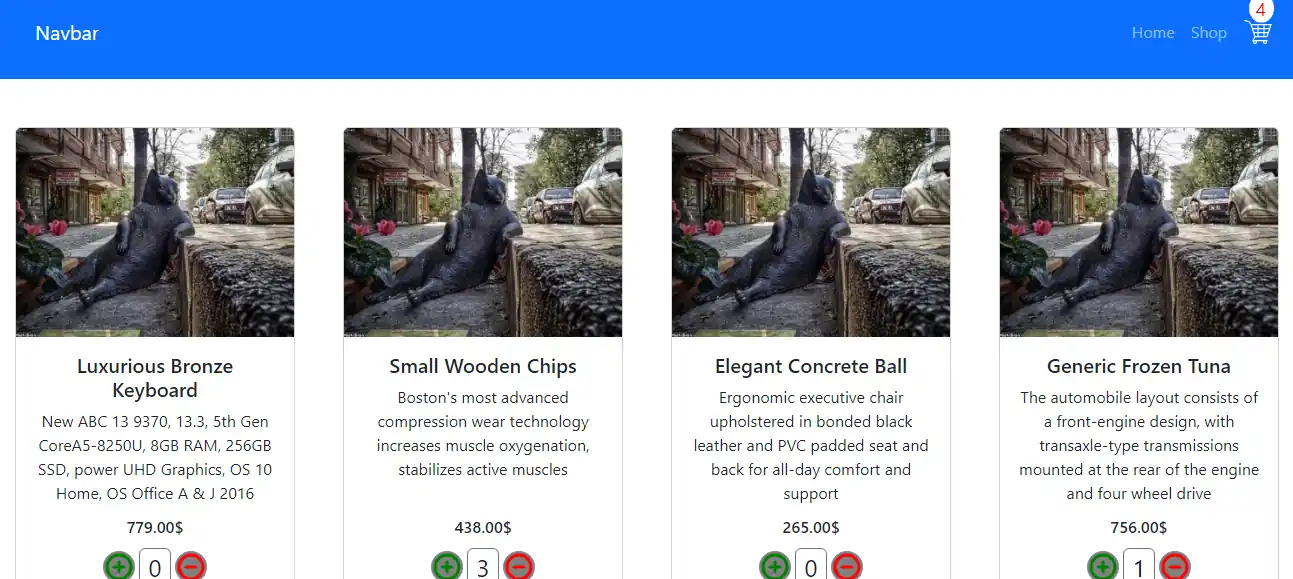 4
Navbar Home Shop
Luxurious Bronze
Keyboard
New ABC 13 9370, 13.3, 5th Gen
CoreA5-8250U, 8GB RAM, 256GB
SSD, power UHD Graphics, OS 10
Home, OS Office A & J 2016
779.00$
0
Small Wooden Chips
Boston's most advanced
compression wear technology
increases muscle oxygenation,
stabilizes active muscles
438.00$
3
Elegant Concrete Ball
Ergonomic executive chair
upholstered in bonded black
leather and PVC padded seat and
back for all-day comfort and
support
265.00$
0
Generic Frozen Tuna
The automobile layout consists of
a front-engine design, with
transaxle-type transmissions
mounted at the rear of the engine
and four wheel drive
756.00$
1